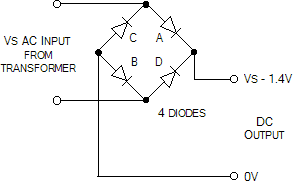 VS AC INPUT
FROM
TRANSFORMER
C
A
B
D
4 DIODES
VS - 1.4V
DC
OUTPUT
0V